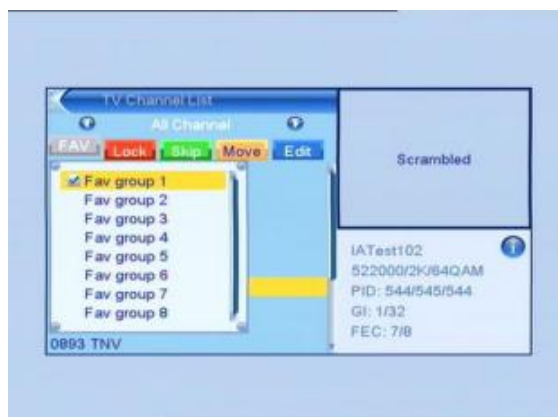 TV Channel List
All Channel
FAV Lock Skip Move Edit
Fav group 1
Fav group 2
Fav group 3
Fav group 4
Fav group 5
Fav group 6
Fav group 7
Fav group 8
0893 TNV
Scrambled
IATest102
522000/2K/64QAM
PID: 544/545/544
GI: 1/32
FEC: 7/8